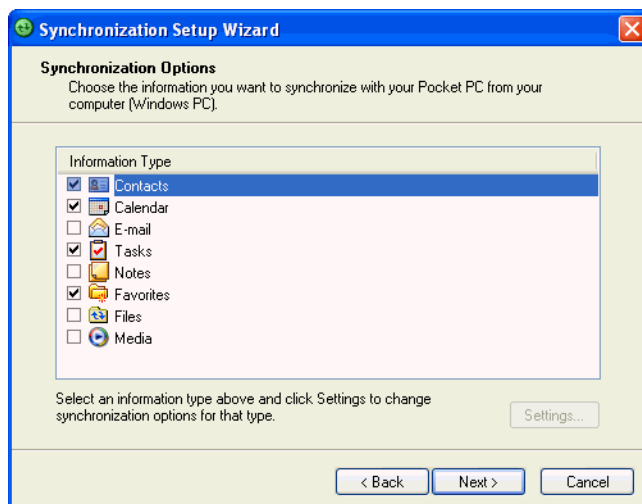 Synchronization Setup Wizard
Synchronization Options
Choose the information you want to synchronize with your Pocket PC from your
computer (Windows PC).
Information Type
Contacts
Calendar
E-mail
Tasks
Notes
Favorites
Files
Media
Select an information type above and click Settings to change
synchronization options for that type.
Settings...
< Back
Next >
Cancel